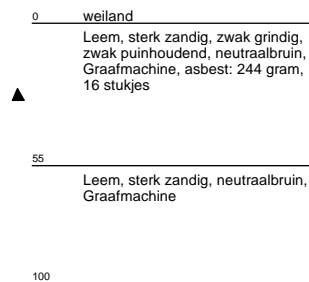 0 weiland
Leem, sterk zandig, zwak grindig,
zwak puinhoudend, neutraalbruin,
Graafmachine, asbest: 244 gram,
16 stukjes
55
Leem, sterk zandig, neutraalbruin,
Graafmachine
100